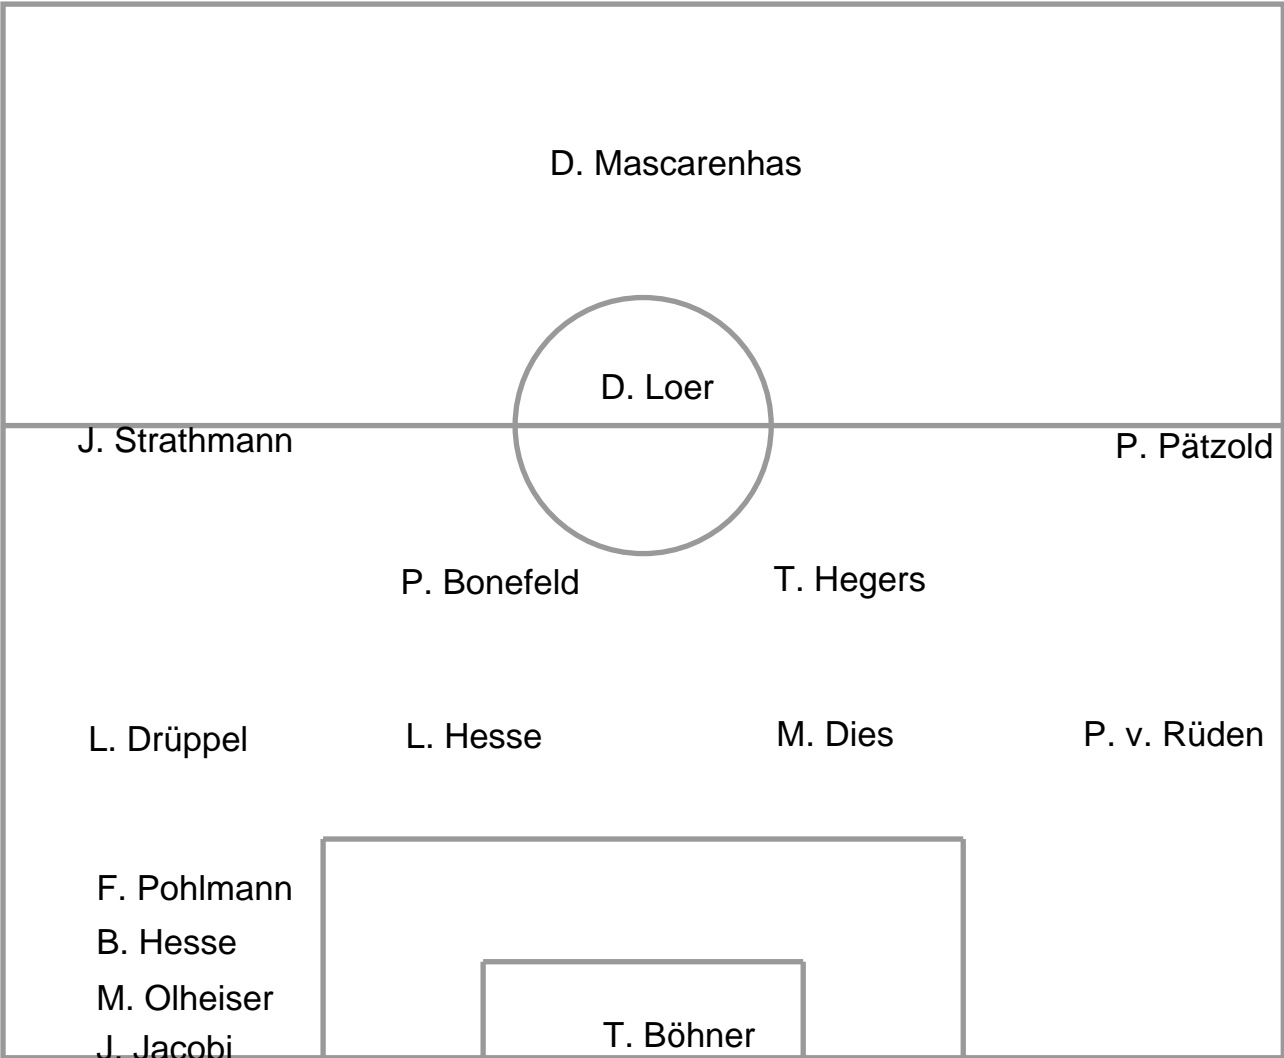 D. Mascarenhas
D. Loer
J. Strathmann
P. Pätzold
P. Bonefeld
T. Hegers
L. Drüppel
L. Hesse
M. Dies
P. v. Rüden
F. Pohlmann
B. Hesse
M. Olheiser
J. Jacobi
T. Böhner